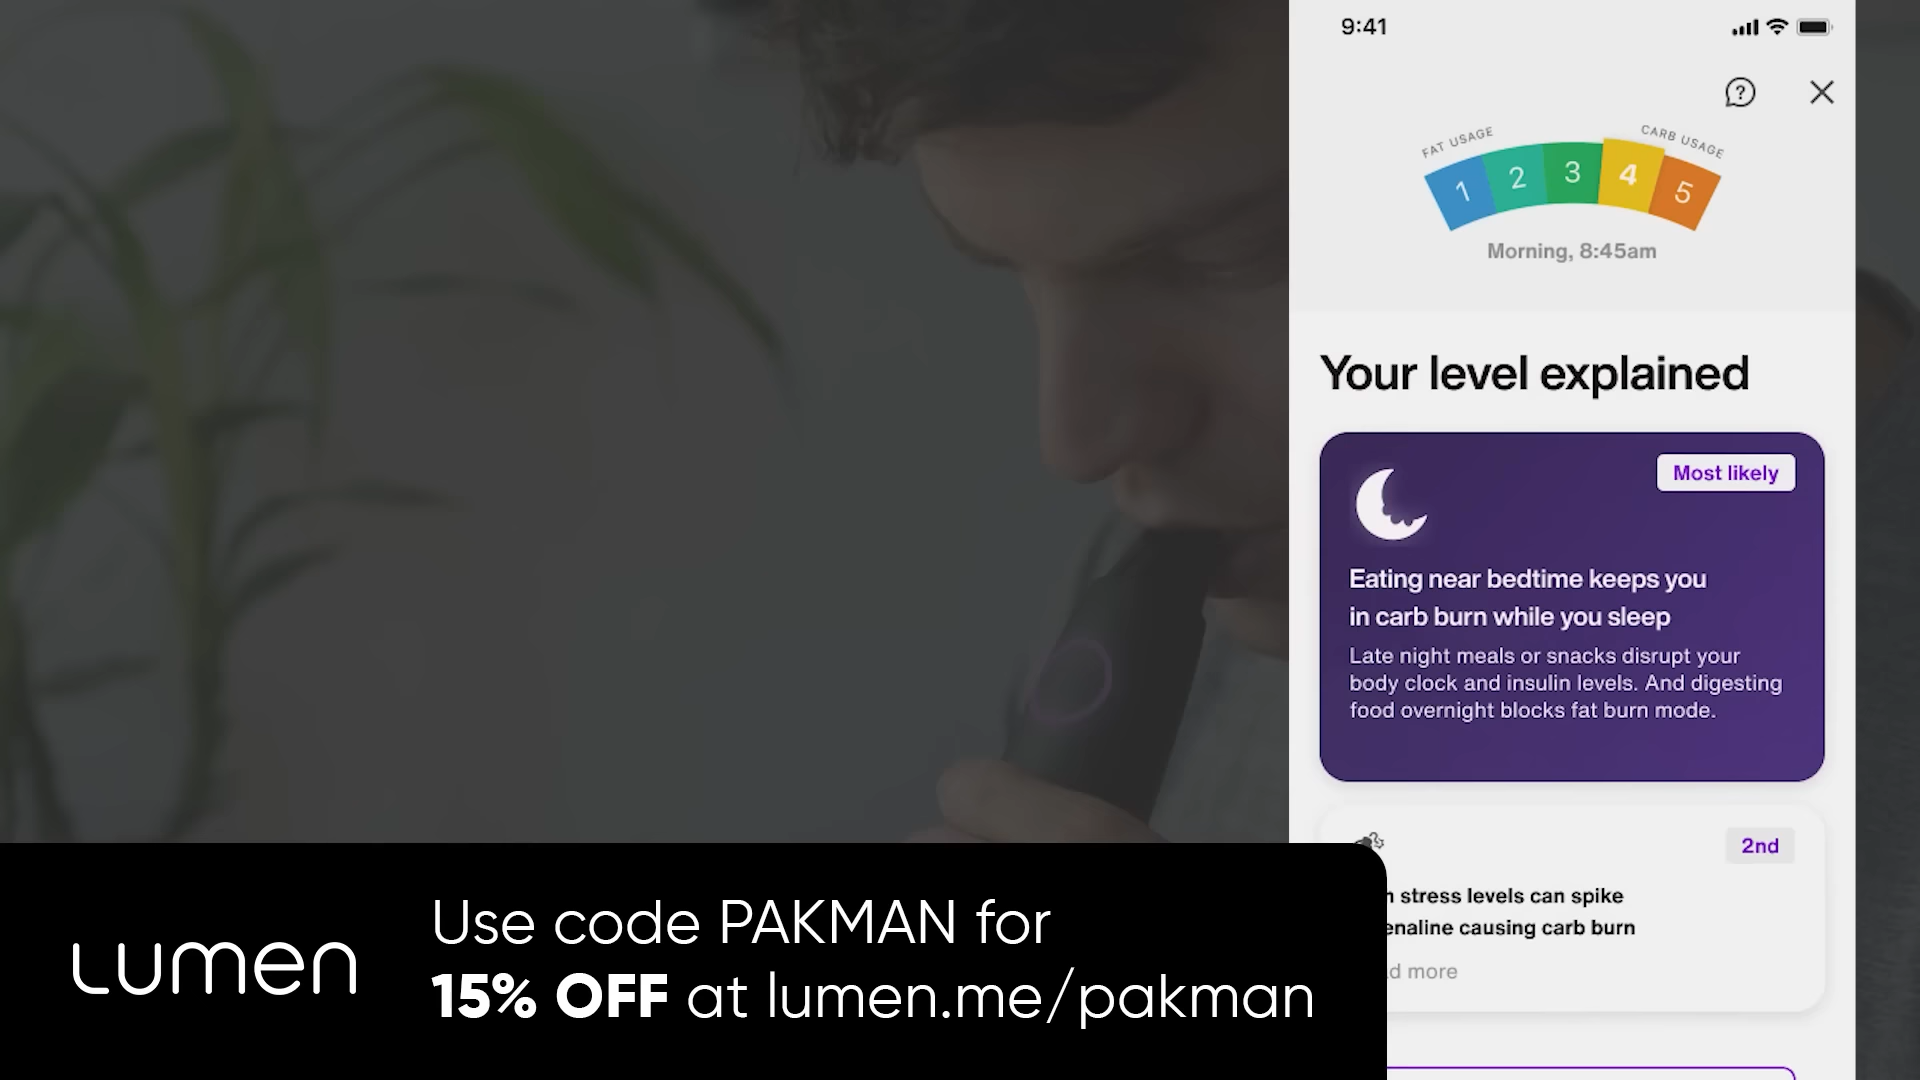 9:41
FAT USAGE
CARB USAGE
1 2 3 4 5
Morning, 8:45am
Your level explained
Most likely
Eating near bedtime keeps you
in carb burn while you sleep
Late night meals or snacks disrupt your
body clock and insulin levels. And digesting
food overnight blocks fat burn mode.
2nd
stress levels can spike
causing carb burn
more
lumen
Use code PAKMAN for
15% OFF at lumen.me/pakman